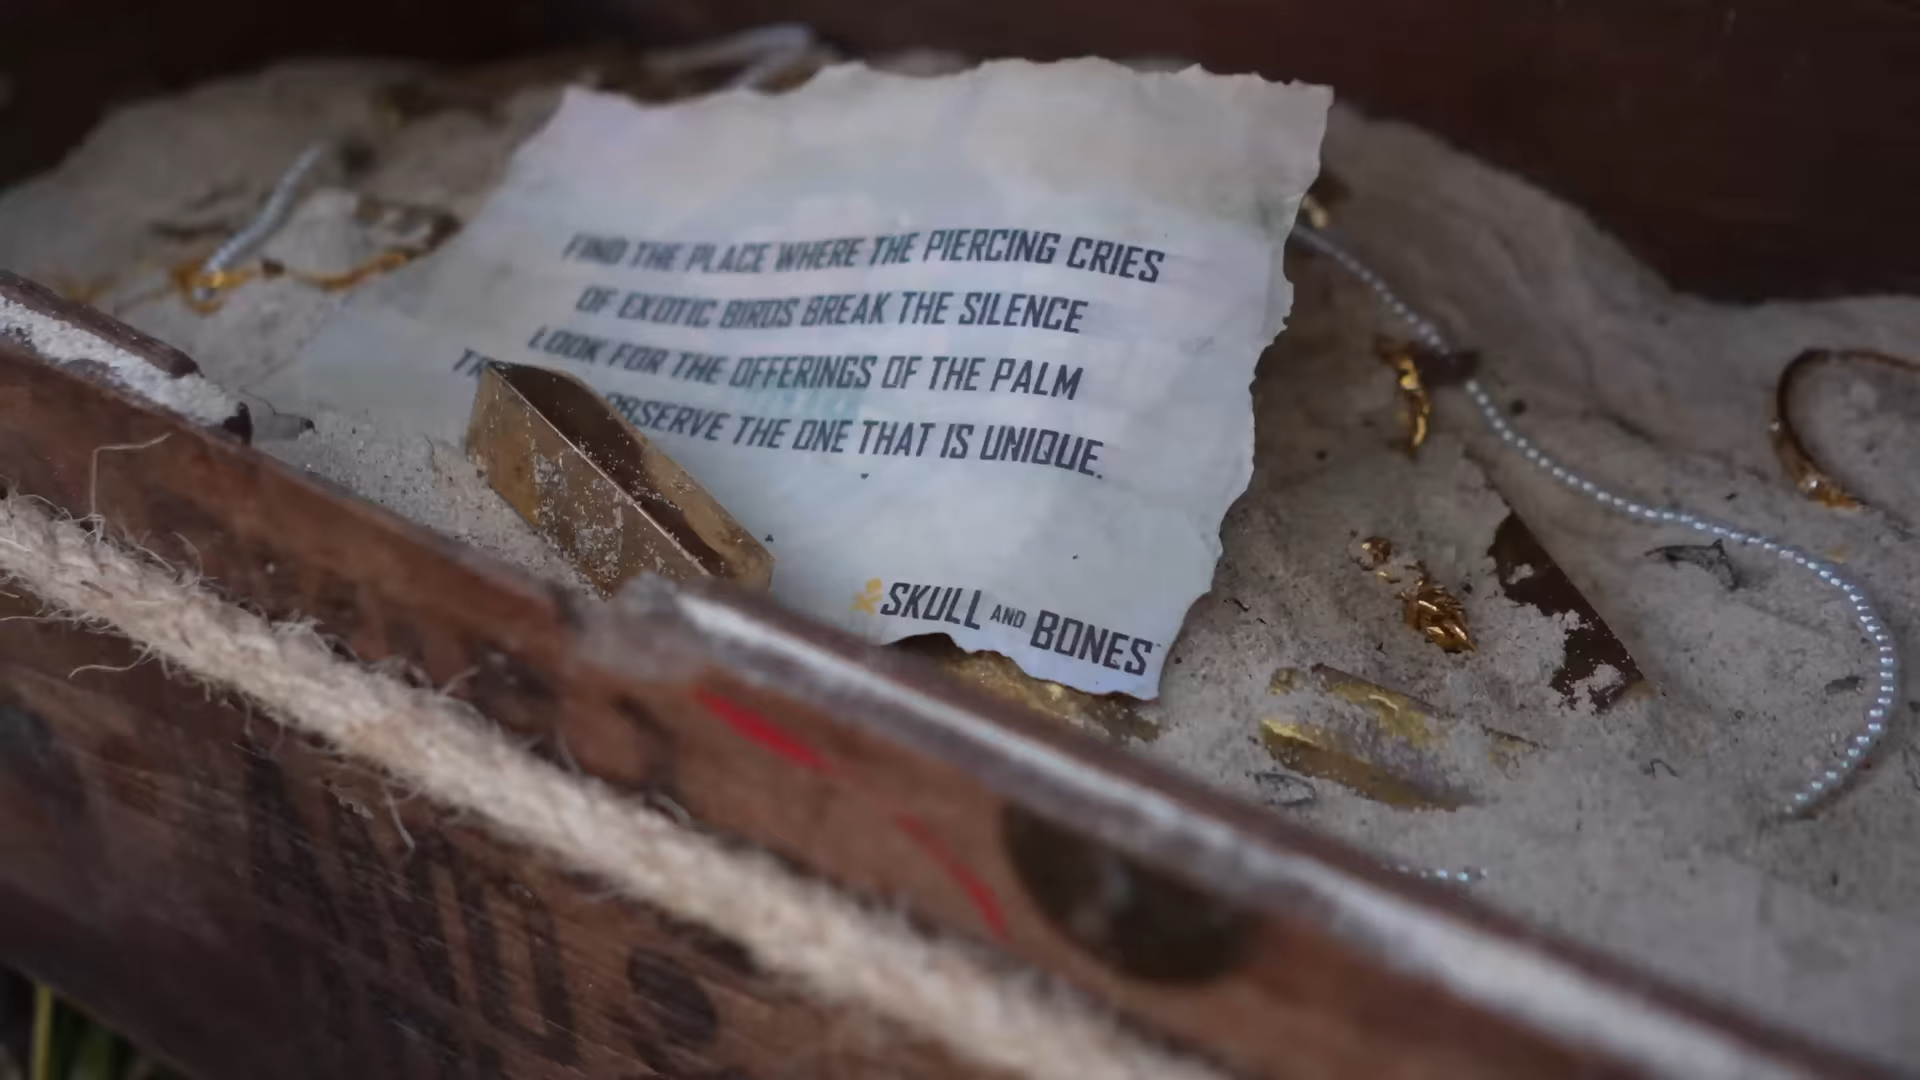 FIND THE PLACE WHERE THE PIERCING CRIES
OF EXOTIC BIRDS BREAK THE SILENCE
LOOK FOR THE OFFERINGS OF THE PALM
OBSERVE THE ONE THAT IS UNIQUE.
SKULL AND BONES